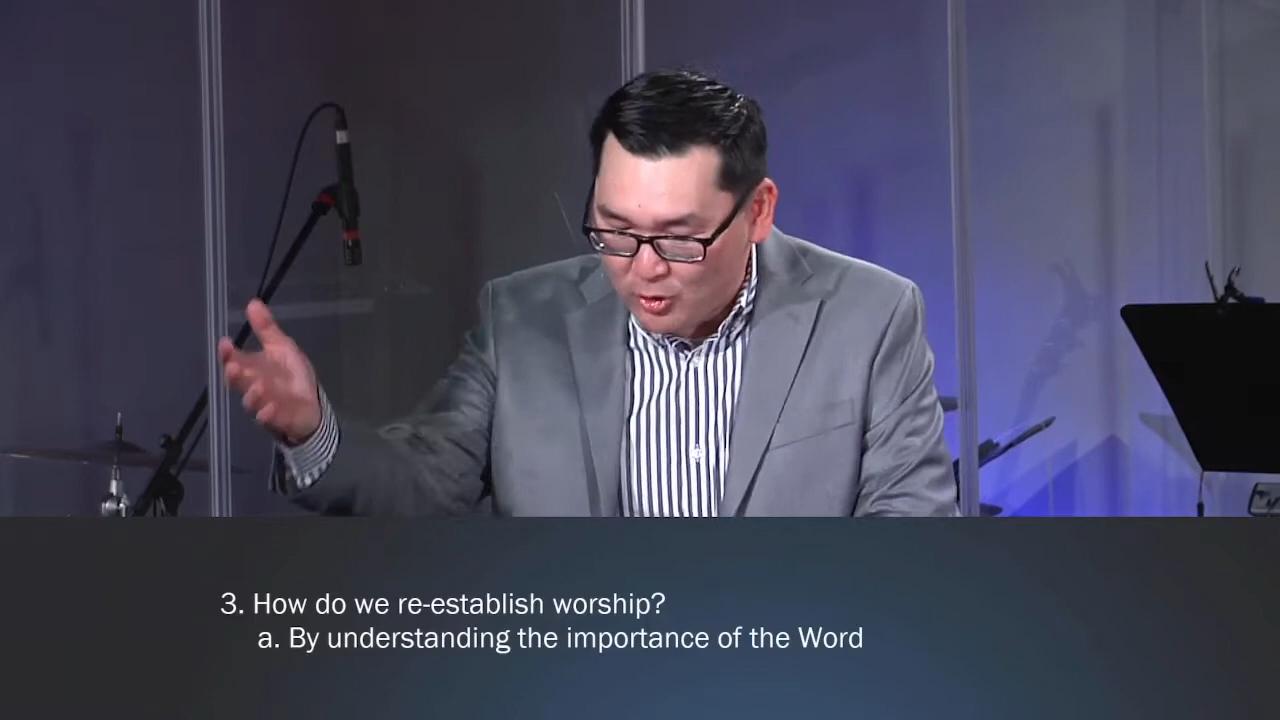 3. How do we re-establish worship?
a. By understanding the importance of the Word